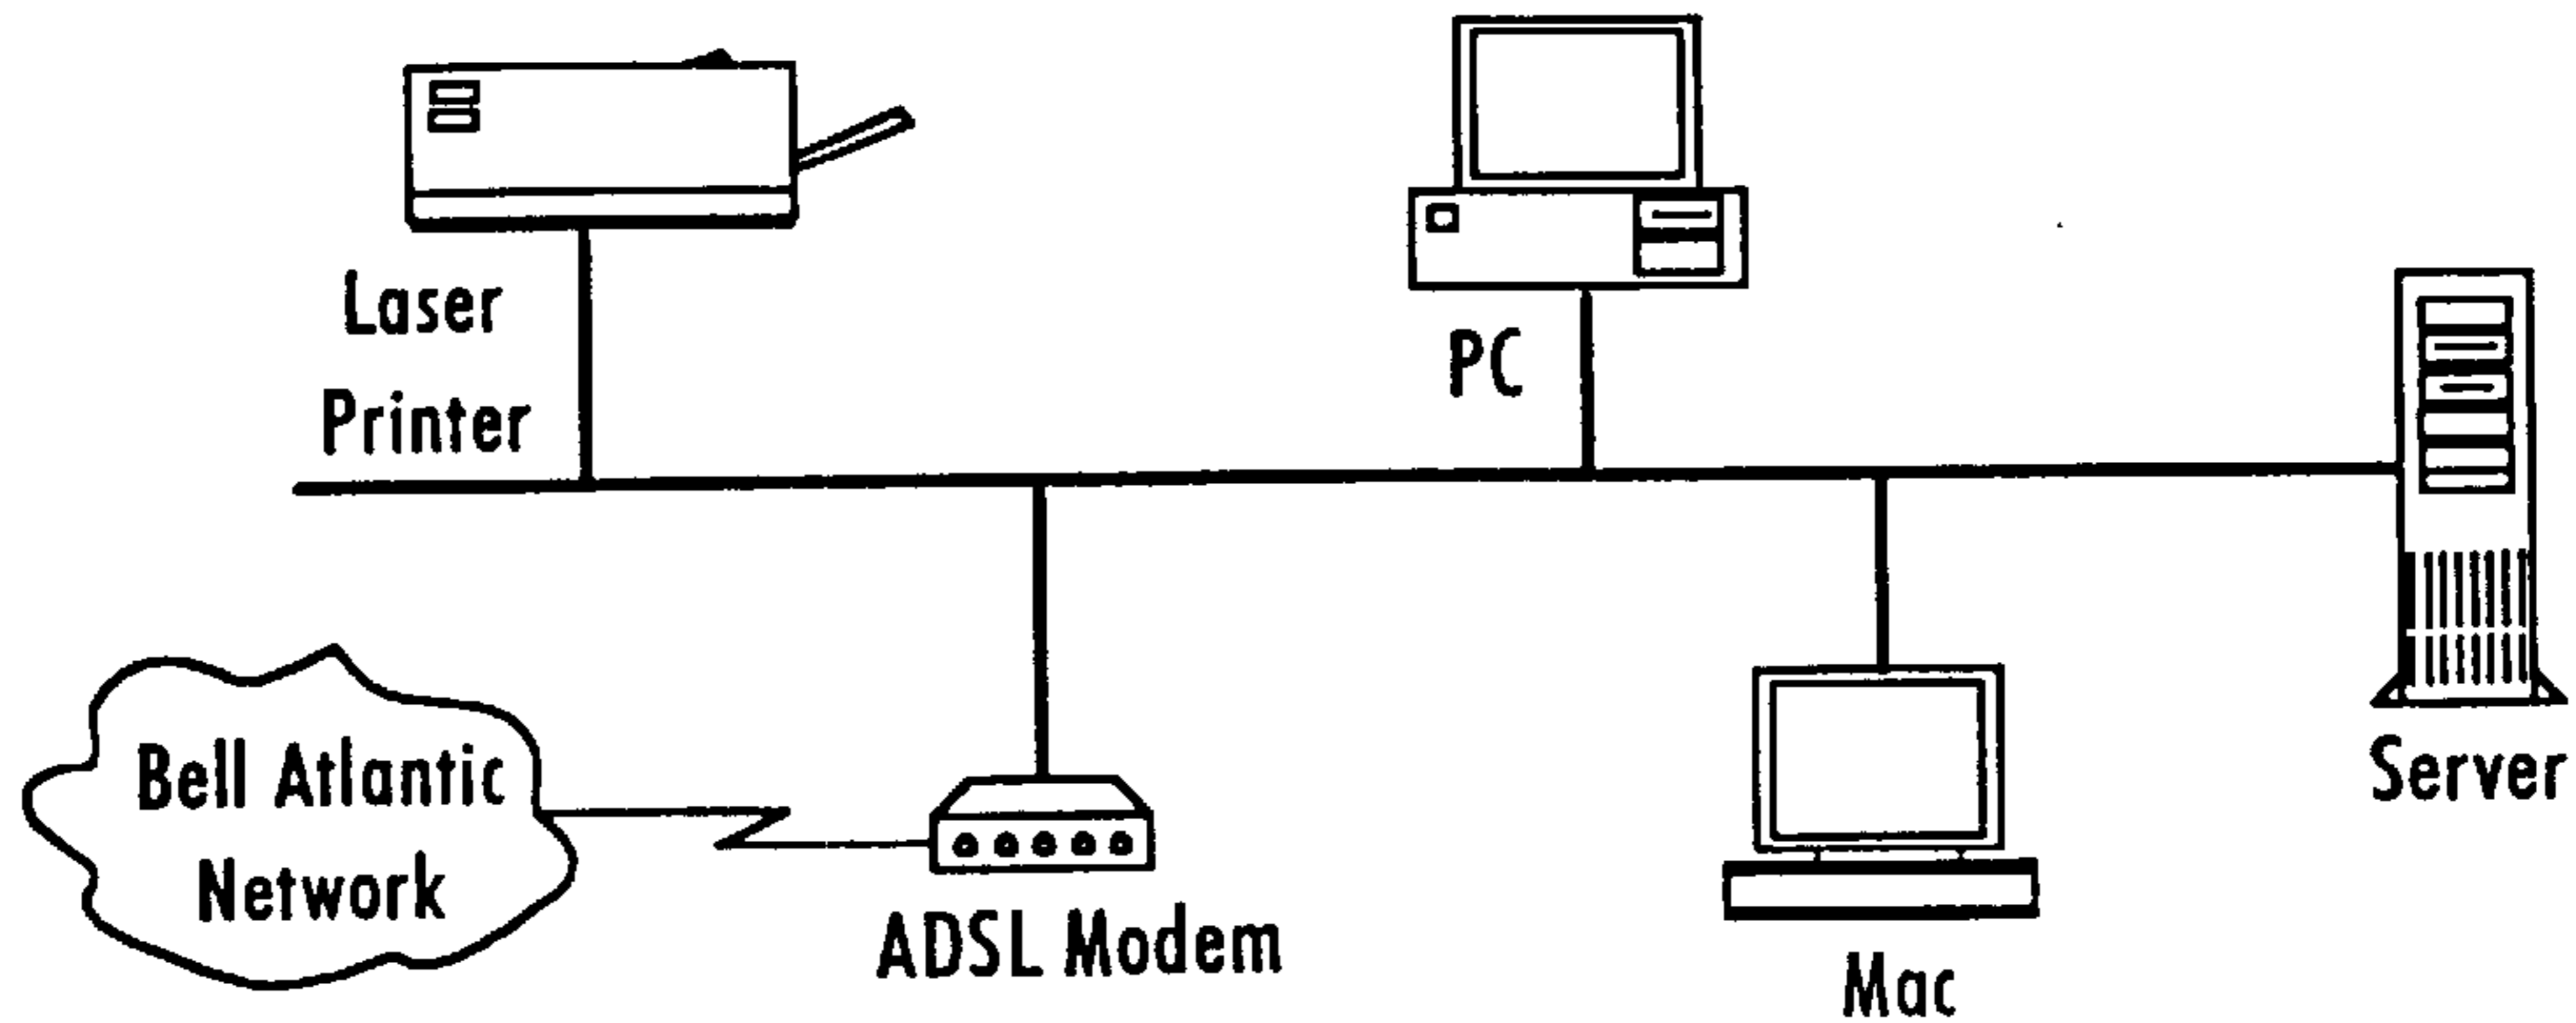 Laser
Printer
PC
Server
Bell Atlantic
Network
ADSL Modem
Mac